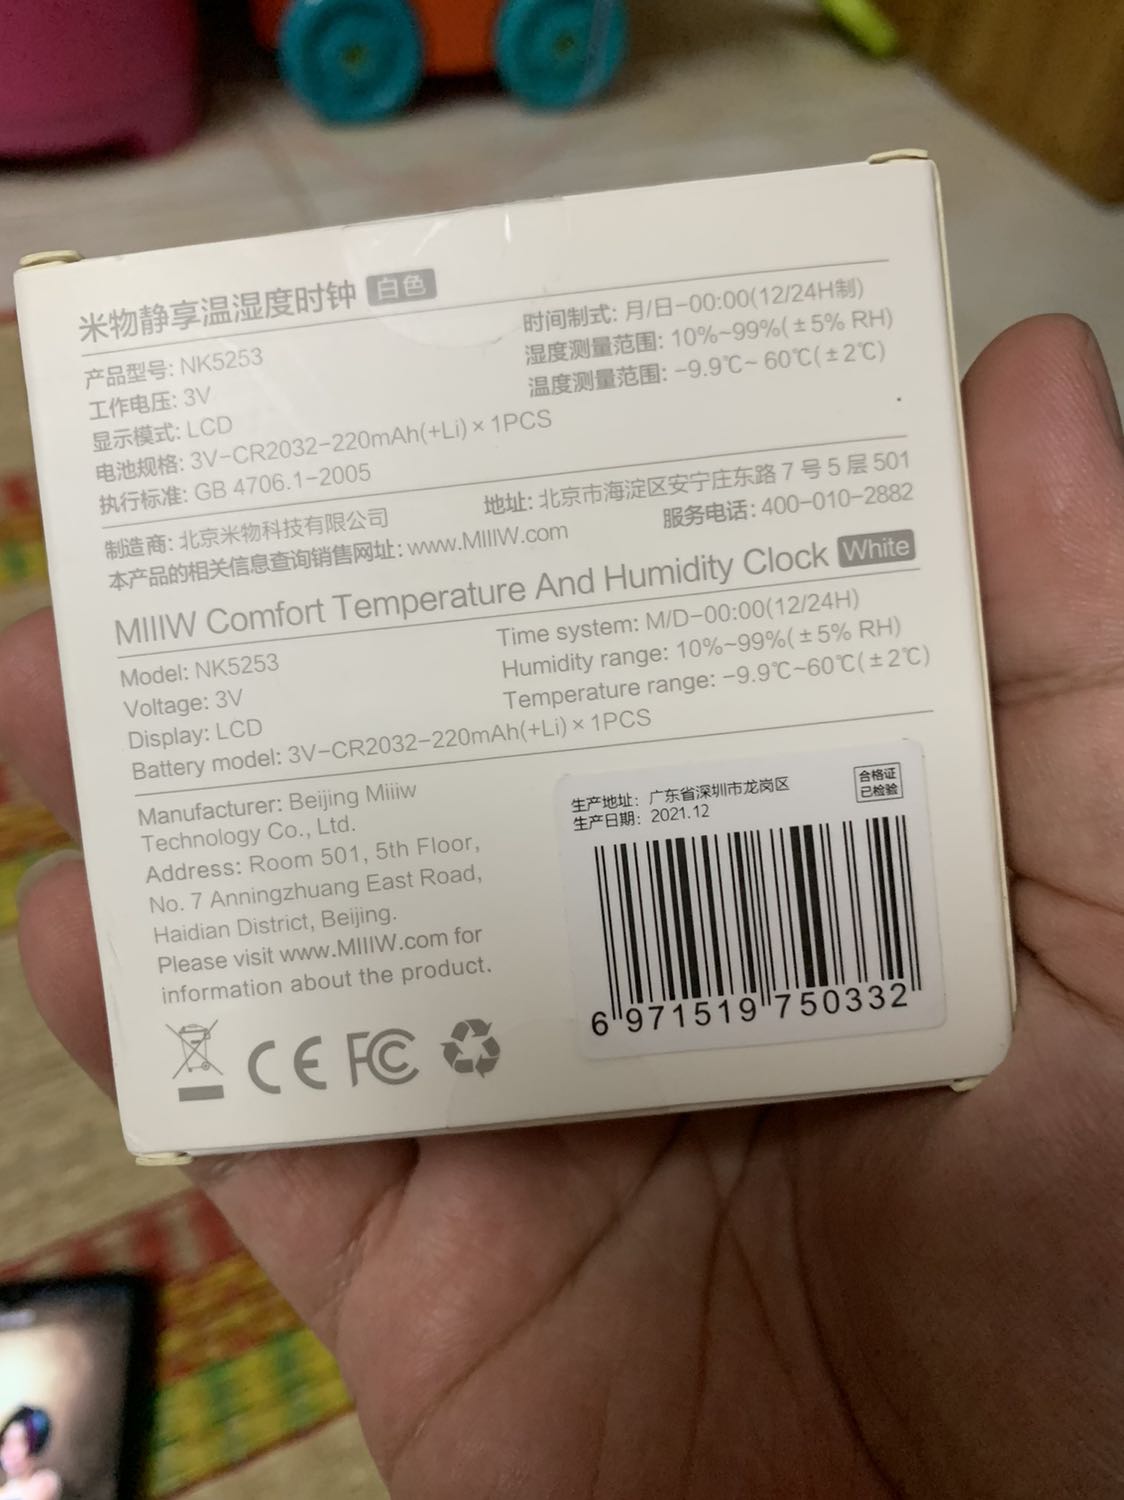 米物静享温湿度时钟 白色
产品型号: NK5253
工作电压: 3V
显示模式: LCD
电池规格: 3V-CR2032-220mAh(+Li) × 1PCS
执行标准: GB 4706.1-2005
时间制式: 月/日-00:00(12/24H制)
湿度测量范围: 10%~99%(±5% RH)
温度测量范围: -9.9℃~ 60℃(±2℃)
制造商: 北京米物科技有限公司
地址: 北京市海淀区安宁庄东路 7 号 5 层 501
本产品的相关信息查询销售网址: www.MIIIW.com
服务电话: 400-010-2882
MIIIW Comfort Temperature And Humidity Clock White
Model: NK5253
Voltage: 3V
Display: LCD
Battery model: 3V-CR2032-220mAh(+Li) × 1PCS
Time system: M/D-00:00(12/24H)
Humidity range: 10%~99%(±5% RH)
Temperature range: -9.9℃~60℃(±2℃)
Manufacturer: Beijing Miiiw
Technology Co., Ltd.
Address: Room 501, 5th Floor,
No. 7 Anningzhuang East Road,
Haidian District, Beijing.
Please visit www.MIIIW.com for
information about the product.
CE FC
生产地址: 广东省深圳市龙岗区
生产日期: 2021.12
合格证
已检验
6 971519 750332